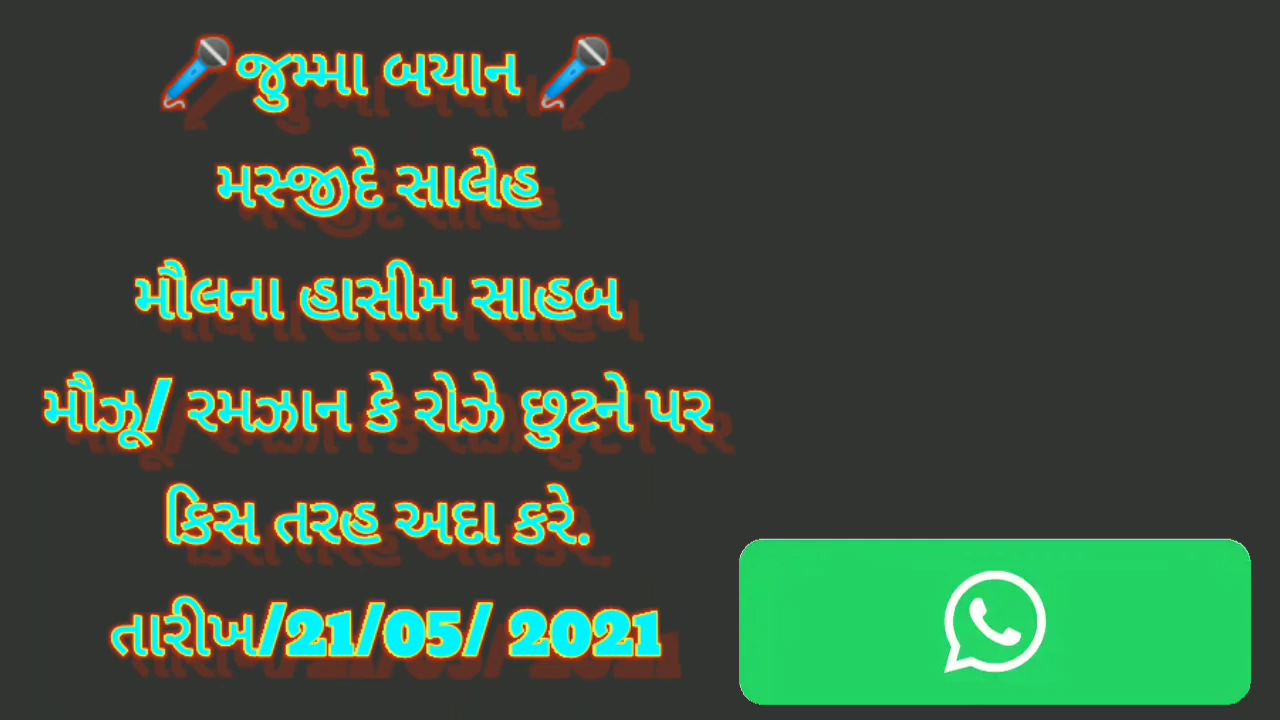 🎤જુમ્મા બયાન 🎤
મસ્જીદે સાલેહ
મૌલના હાસીમ સાહબ
મૌઝૂ/ રમઝાન કે રોઝે છુટને પર
કિસ તરહ અદા કરે.
તારીખ/21/05/ 2021